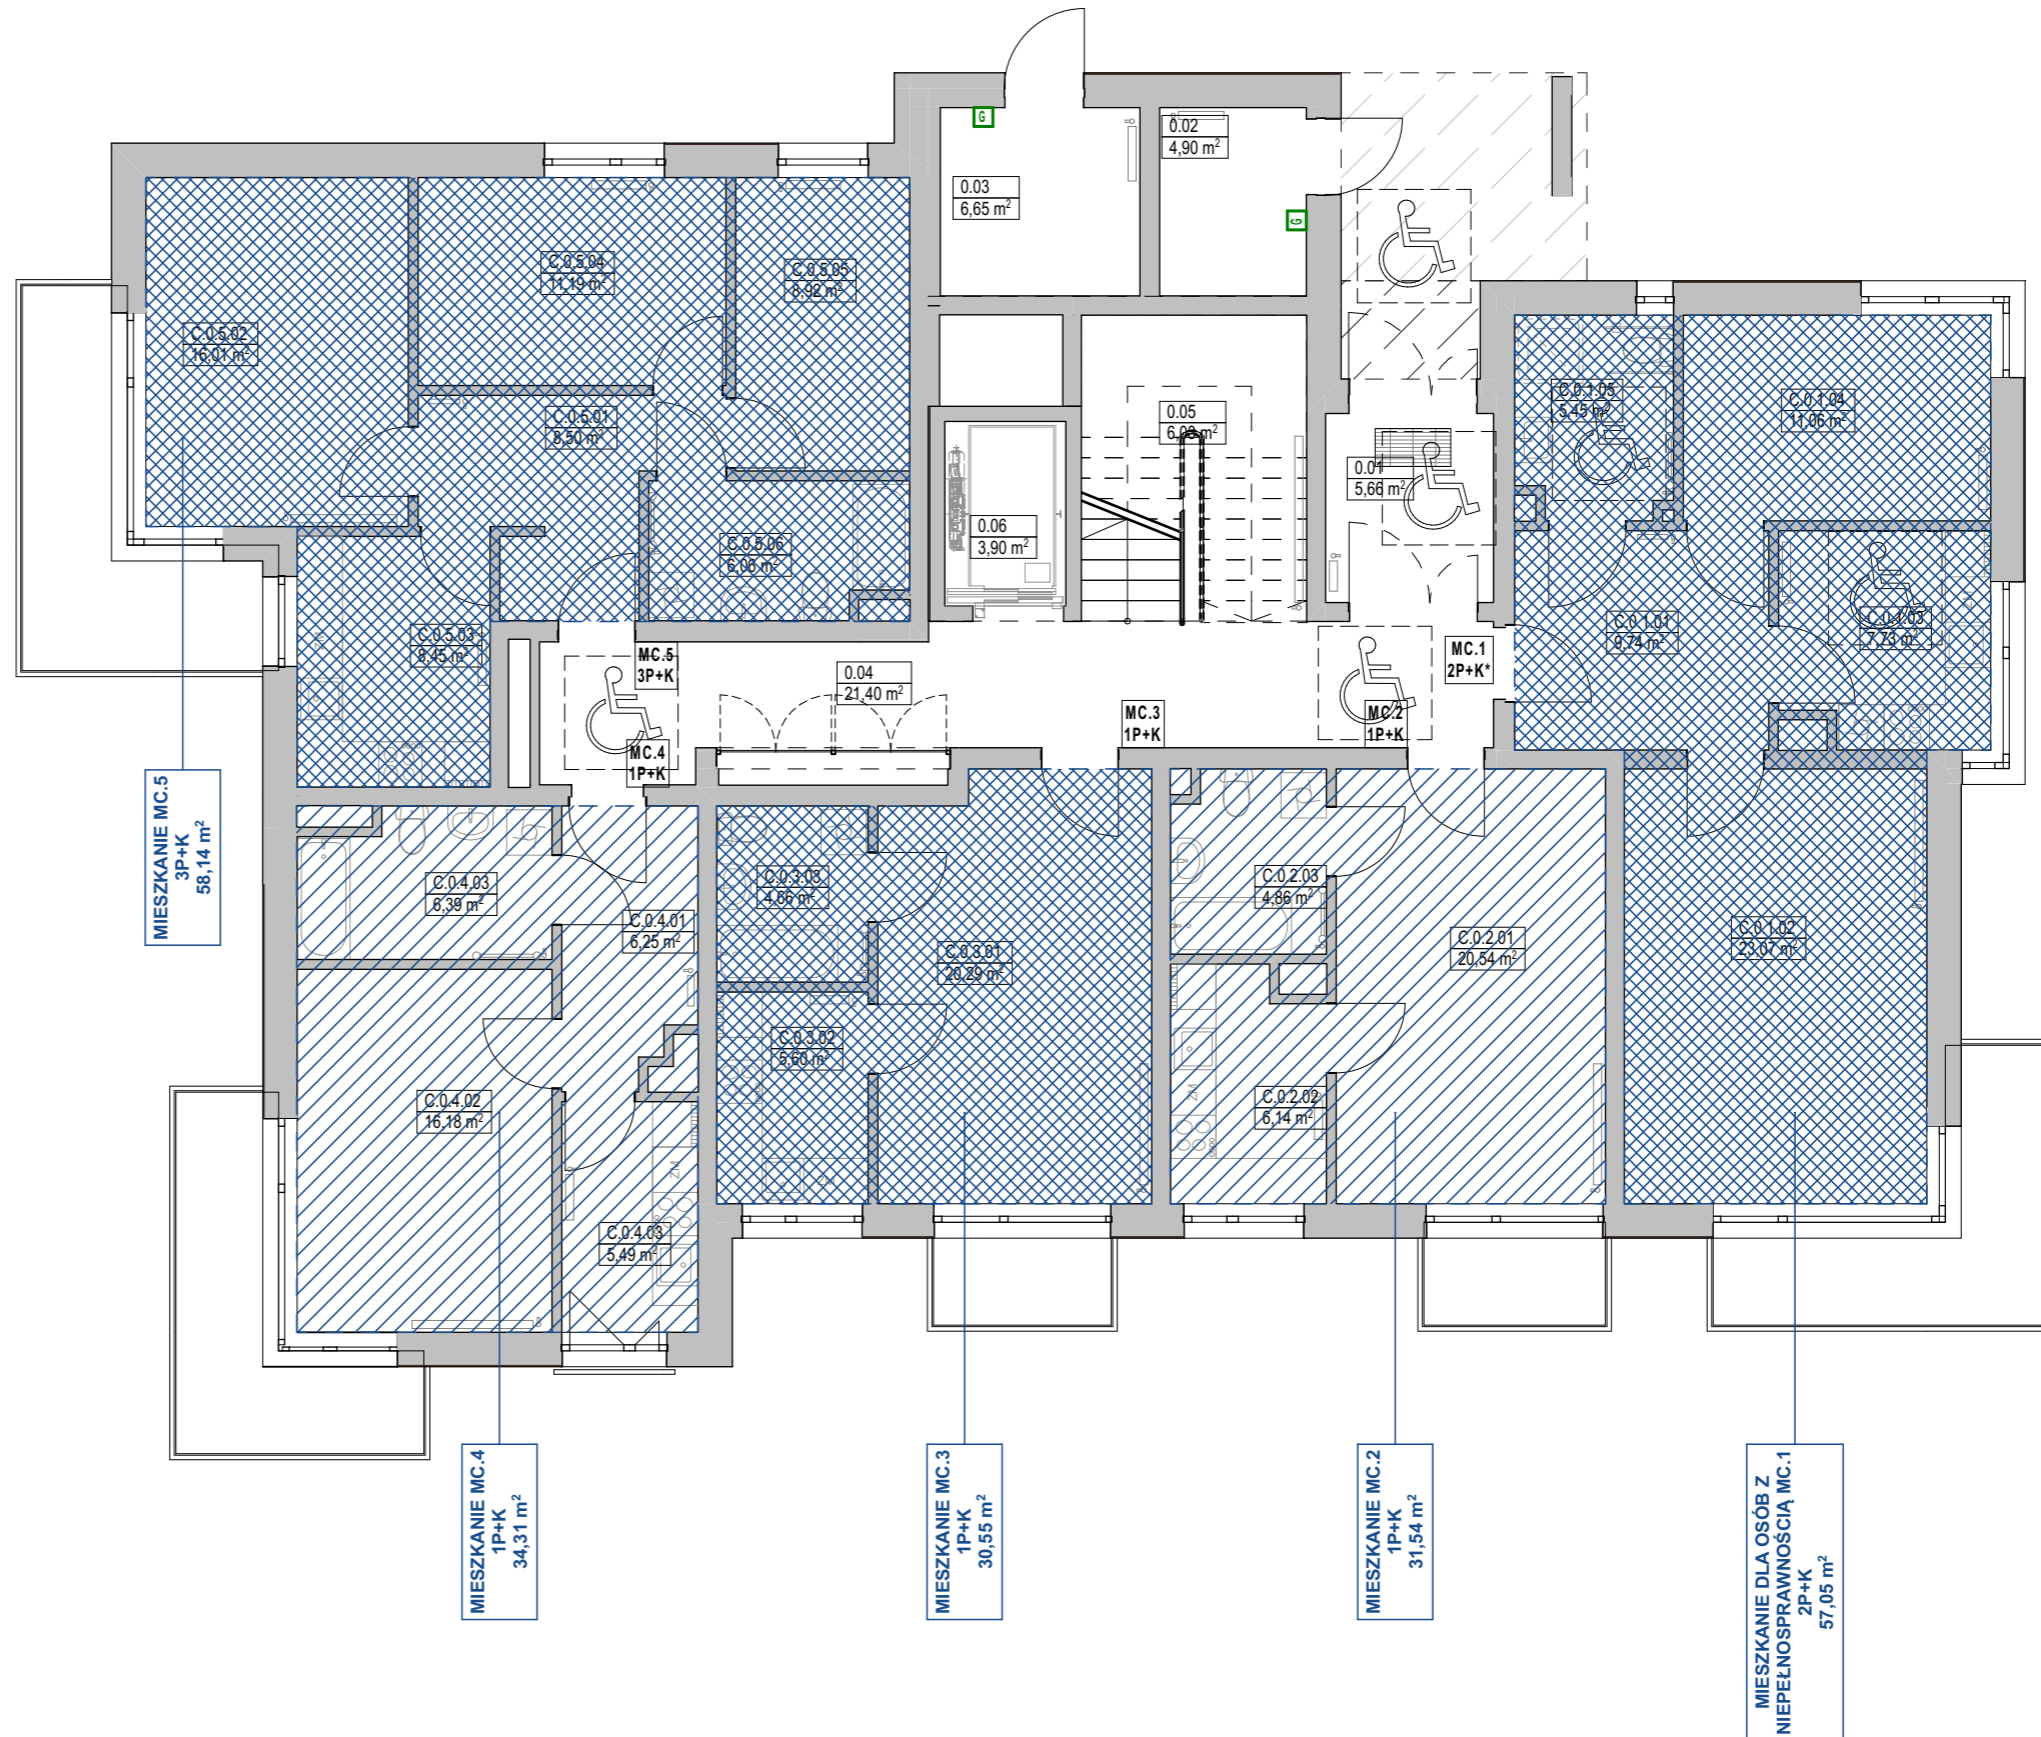 G
0.02
4,90 m²
0.03
6,65 m²
G
C.0.5.04
11,19 m²
C.0.5.05
8,92 m²
C.0.5.02
16,01 m²
C.0.5.01
8,50 m²
0.05
C.0.1.05
5,45 m²
C.0.1.04
11,06 m²
0.01
5,66 m²
0.06
3,90 m²
C.0.5.06
6,06 m²
C.0.5.03
8,45 m²
ZM
MC.5
3P+K
0.04
21,40 m²
MC.1
2P+K*
C.0.1.01
9,74 m²
C.0.1.03
7,73 m²
ZM
MC.4
1P+K
MC.3
1P+K
MC.2
1P+K
MIESZKANIE MC.5
3P+K
58,14 m²
C.0.4.03
6,39 m²
C.0.4.01
6,25 m²
C.0.3.03
4,66 m²
C.0.2.03
4,86 m²
C.0.3.01
20,29 m²
C.0.2.01
20,54 m²
C.0.1.02
23,07 m²
C.0.3.02
5,60 m²
C.0.4.02
16,18 m²
C.0.2.02
6,14 m²
ZM
ZM
ZM
C.0.4.03
5,49 m²
MIESZKANIE MC.4
1P+K
34,31 m²
MIESZKANIE MC.3
1P+K
30,55 m²
MIESZKANIE MC.2
1P+K
31,54 m²
MIESZKANIE DLA OSÓB Z
NIEPEŁNOSPRAWNOŚCIĄ MC.1
2P+K
57,05 m²